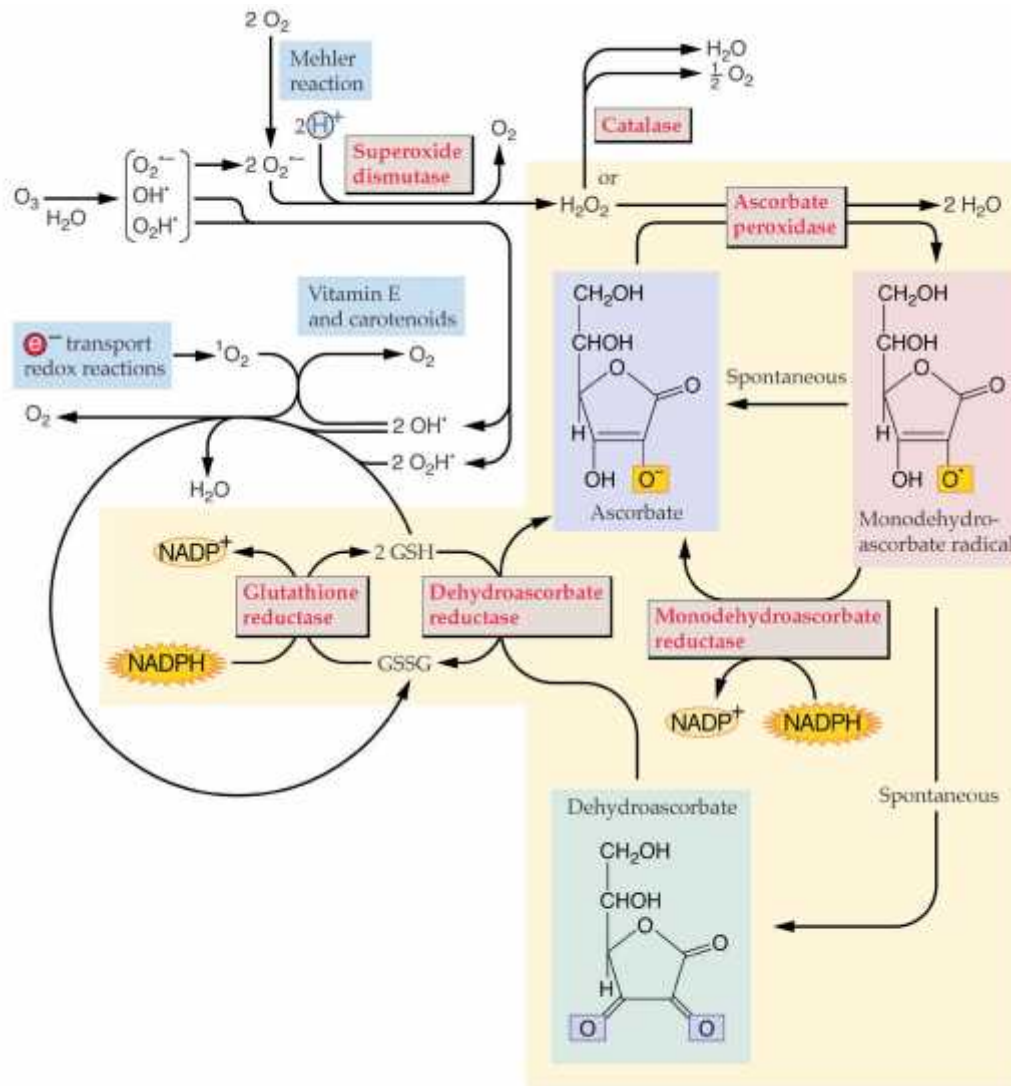 2 O₂
Mehler
reaction
2H⁺
Superoxide
dismutase
O₂
H₂O
½ O₂
Catalase
O₃
H₂O
O₂•−
OH•
O₂H•
2 O₂•−
or
H₂O₂
Ascorbate
peroxidase
2 H₂O
Vitamin E
and carotenoids
e− transport
redox reactions
¹O₂
O₂
O₂
2 OH•
2 O₂H•
H₂O
CH₂OH
CHOH
O
O
H
OH
O−
Ascorbate
Spontaneous
CH₂OH
CHOH
O
O
H
OH
O•
Monodehydro-
ascorbate radical
NADP+
2 GSH
Glutathione
reductase
Dehydroascorbate
reductase
NADPH
GSSG
Monodehydroascorbate
reductase
NADP+
NADPH
Spontaneous
Dehydroascorbate
CH₂OH
CHOH
O
O
H
O
O